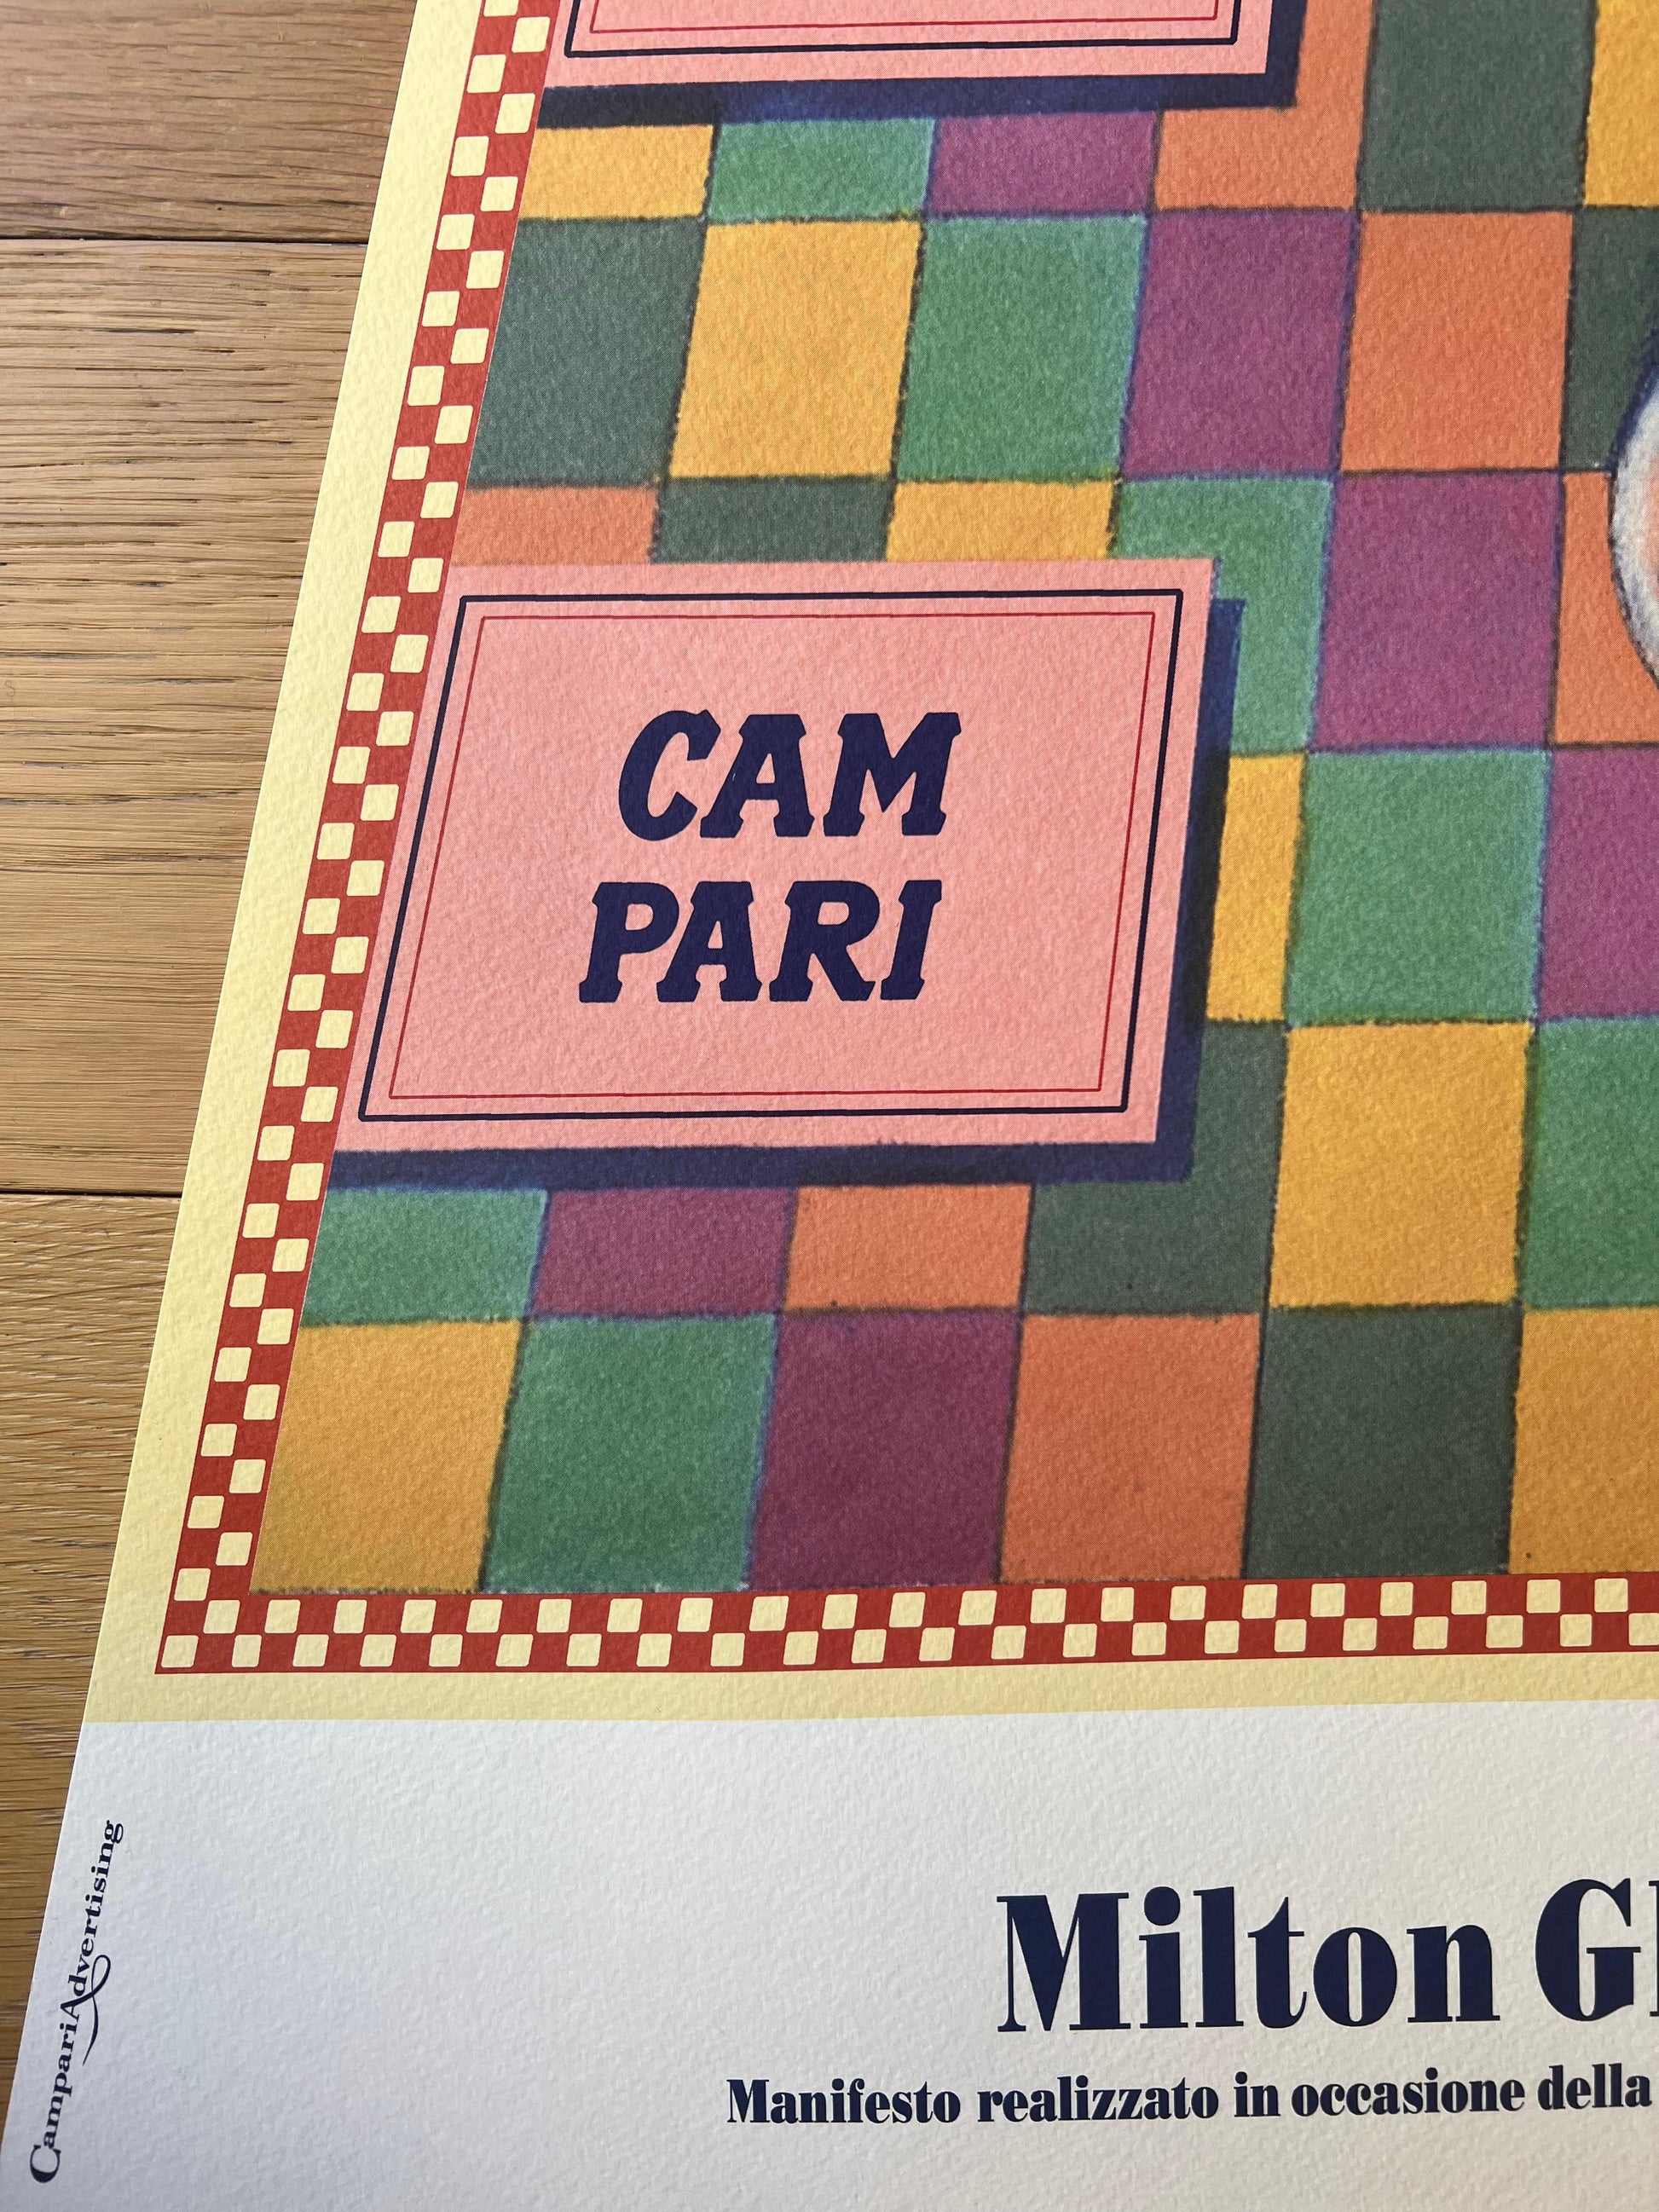 CAM
PARI
Milton Gl
Manifesto realizzato in occasione della
CampariAdvertising